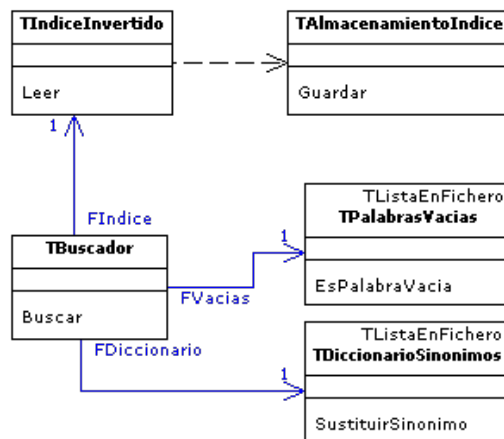 TIndiceInvertido
Leer
TAlmacenamientoIndice
Guardar
1
FIndice
TBuscador
Buscar
FVacias
1
TListaEnFichero
TPalabrasVacias
EsPalabraVacia
FDiccionario
1
TListaEnFichero
TDiccionarioSinonimos
SustituirSinonimo